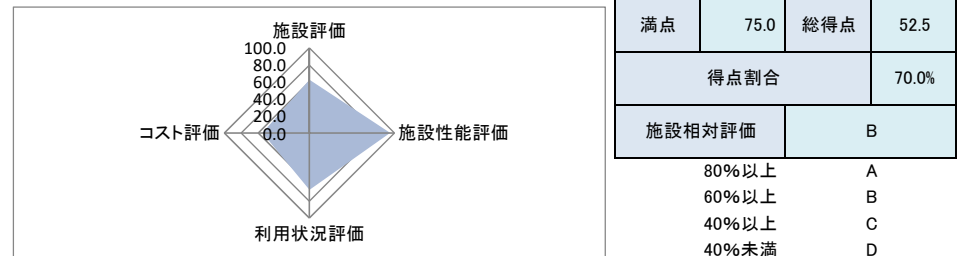 施設評価
100.0
80.0
60.0
40.0
20.0
0.0
コスト評価
施設性能評価
利用状況評価
満点 75.0 総得点 52.5
得点割合 70.0%
施設相対評価 B
80%以上 A
60%以上 B
40%以上 C
40%未満 D